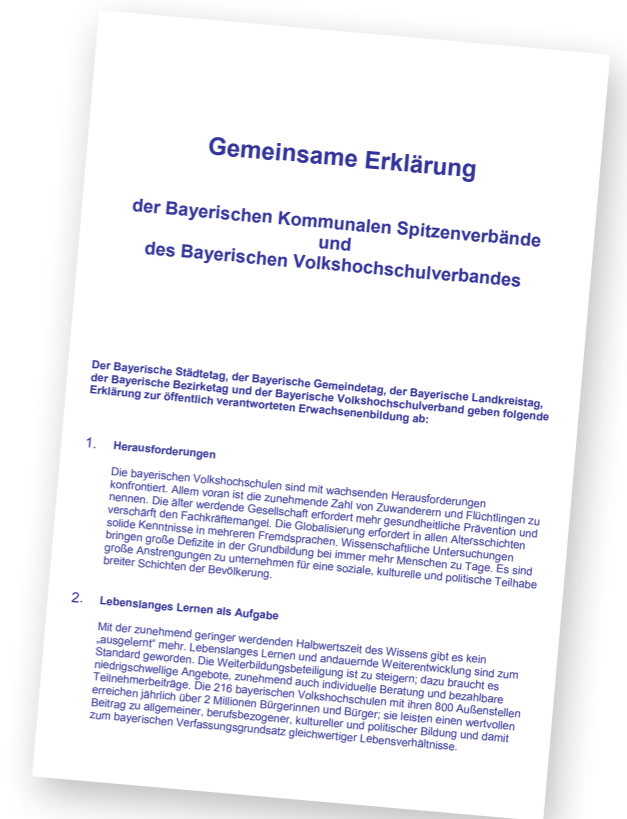 Gemeinsame Erklärung
der Bayerischen Kommunalen Spitzenverbände
und
des Bayerischen Volkshochschulverbandes
Der Bayerische Städtetag, der Bayerische Gemeindetag, der Bayerische Landkreistag,
der Bayerische Bezirketag und der Bayerische Volkshochschulverband geben folgende
Erklärung zur öffentlich verantworteten Erwachsenenbildung ab:
1. Herausforderungen
Die bayerischen Volkshochschulen sind mit wachsenden Herausforderungen
konfrontiert. Allem voran ist die zunehmende Zahl von Zuwanderern und Flüchtlingen zu
nennen. Die älter werdende Gesellschaft erfordert mehr gesundheitliche Prävention und
verschärft den Fachkräftemangel. Die Globalisierung erfordert in allen Altersschichten
solide Kenntnisse in mehreren Fremdsprachen. Wissenschaftliche Untersuchungen
bringen große Defizite in der Grundbildung bei immer mehr Menschen zu Tage. Es sind
große Anstrengungen zu unternehmen für eine soziale, kulturelle und politische Teilhabe
breiter Schichten der Bevölkerung.
2. Lebenslanges Lernen als Aufgabe
Mit der zunehmend geringer werdenden Halbwertszeit des Wissens gibt es kein
„ausgelernt“ mehr. Lebenslanges Lernen und andauernde Weiterentwicklung sind zum
Standard geworden. Die Weiterbildungsbeteiligung ist zu steigern; dazu braucht es
niedrigschwellige Angebote, zunehmend auch individuelle Beratung und bezahlbare
Teilnehmerbeiträge. Die 216 bayerischen Volkshochschulen mit ihren 800 Außenstellen
erreichen jährlich über 2 Millionen Bürgerinnen und Bürger; sie leisten einen wertvollen
Beitrag zu allgemeiner, berufsbezogener, kultureller und politischer Bildung und damit
zum bayerischen Verfassungsgrundsatz gleichwertiger Lebensverhältnisse.